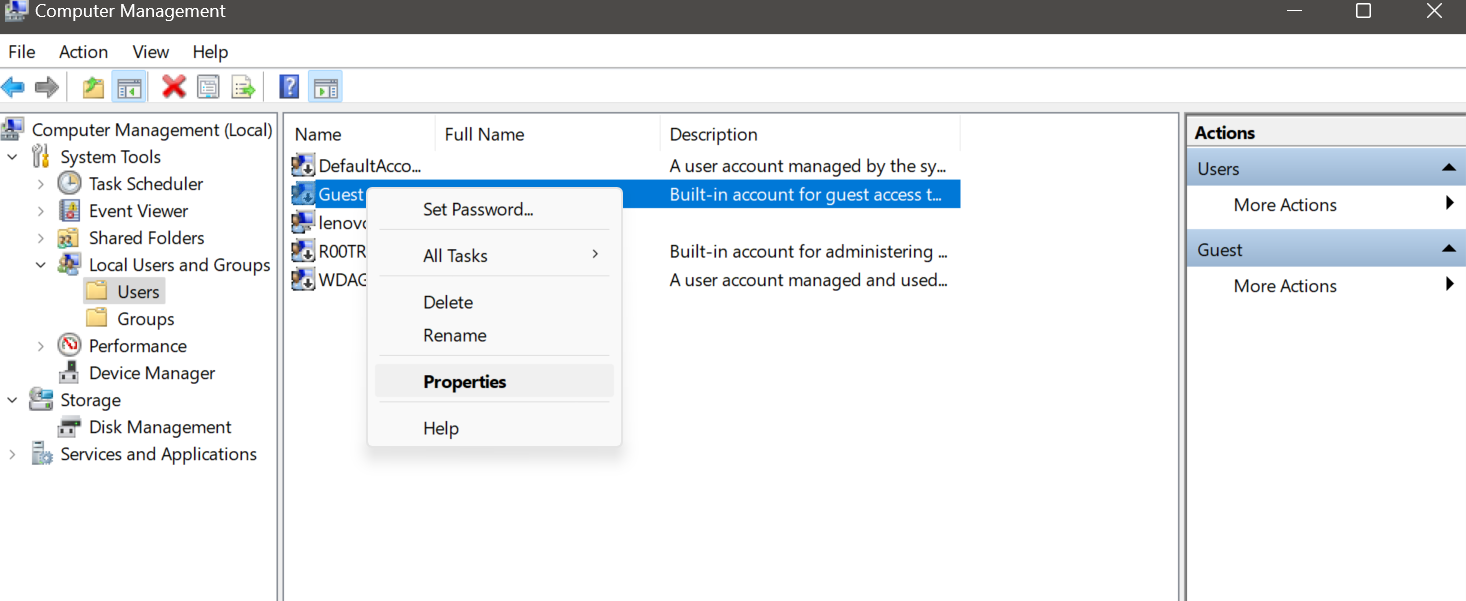 Computer Management
File Action View Help
Computer Management (Local)
System Tools
Task Scheduler
Event Viewer
Shared Folders
Local Users and Groups
Users
Groups
Performance
Device Manager
Storage
Disk Management
Services and Applications
Name Full Name Description
DefaultAcco... A user account managed by the sy...
Guest Built-in account for guest access t...
lenovo
R00TR Built-in account for administering ...
WDAG A user account managed and used...
Set Password...
All Tasks
Delete
Rename
Properties
Help
Actions
Users
More Actions
Guest
More Actions